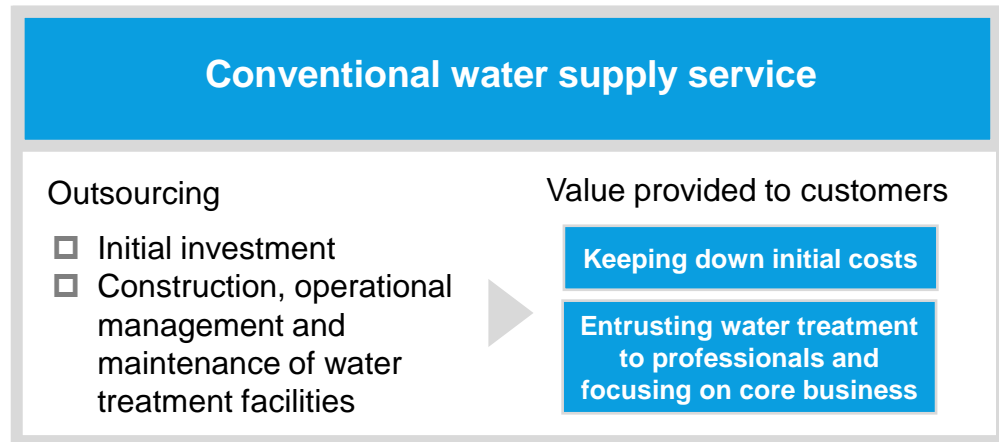 Conventional water supply service
Outsourcing
Initial investment
Construction, operational
management and
maintenance of water
treatment facilities
Value provided to customers
Keeping down initial costs
Entrusting water treatment
to professionals and
focusing on core business